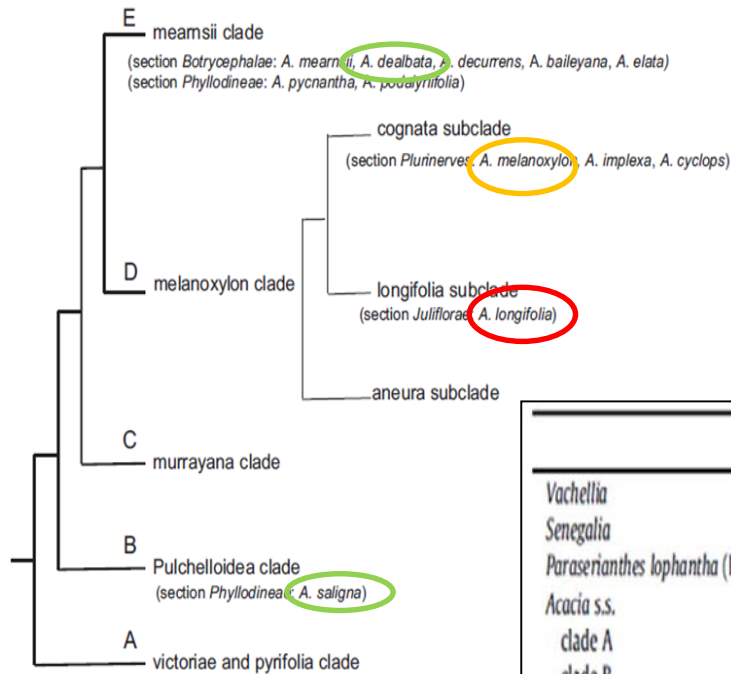 E
mearnsii clade
(section Botrycephalae: A. mearnsii, A. dealbata, A. decurrens, A. baileyana, A. elata)
(section Phyllodineae: A. pycnantha, A. podalyriifolia)
cognata subclade
(section Plurinerves: A. melanoxylon, A. implexa, A. cyclops)
D
melanoxylon clade
longifolia subclade
(section Juliflorae: A. longifolia)
aneura subclade
C
murrayana clade
B
Pulchelloidea clade
(section Phyllodineae: A. saligna)
A
victoriae and pyrifolia clade
Vachellia
Senegalia
Paraserianthes lophantha (
Acacia s.s.
clade A
clade B